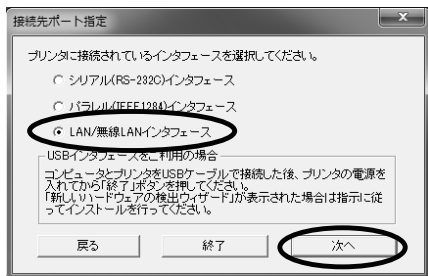 接続先ポート指定
プリンタに接続されているインタフェースを選択してください。
シリアル(RS-232C)インタフェース
パラレル(IEEE1284)インタフェース
LAN/無線LANインタフェース
USBインタフェースをご利用の場合
コンピュータとプリンタをUSBケーブルで接続した後、プリンタの電源を
入れてから「終了」ボタンを押してください。
「新しいハードウェアの検出ウィザード」が表示された場合は指示に従
ってインストールを行ってください。
戻る
終了
次へ